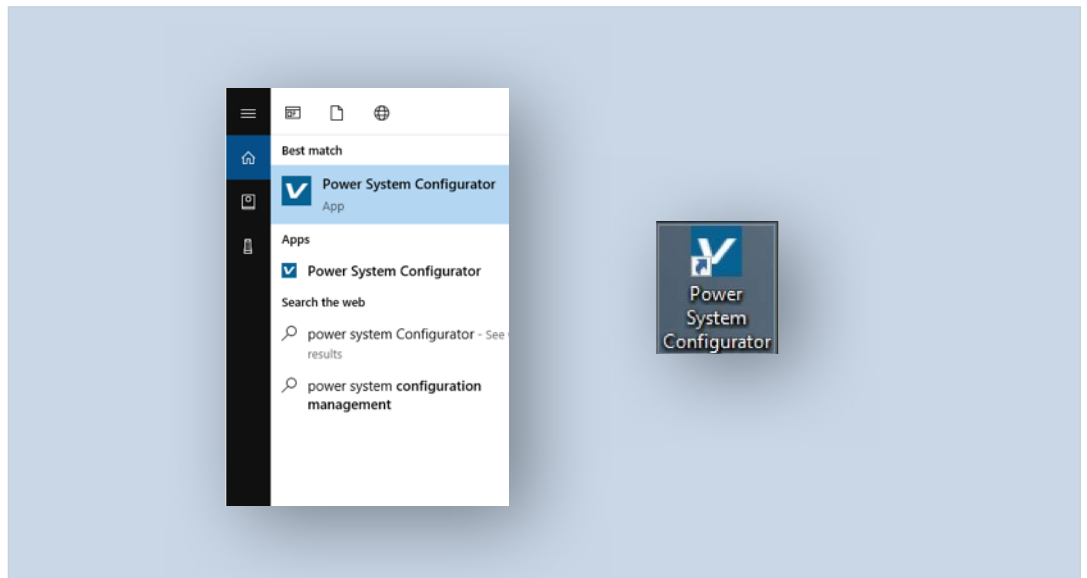 Best match
Power System Configurator
App
Apps
Power System Configurator
Search the web
power system Configurator - See
results
power system configuration
management
Power
System
Configurator